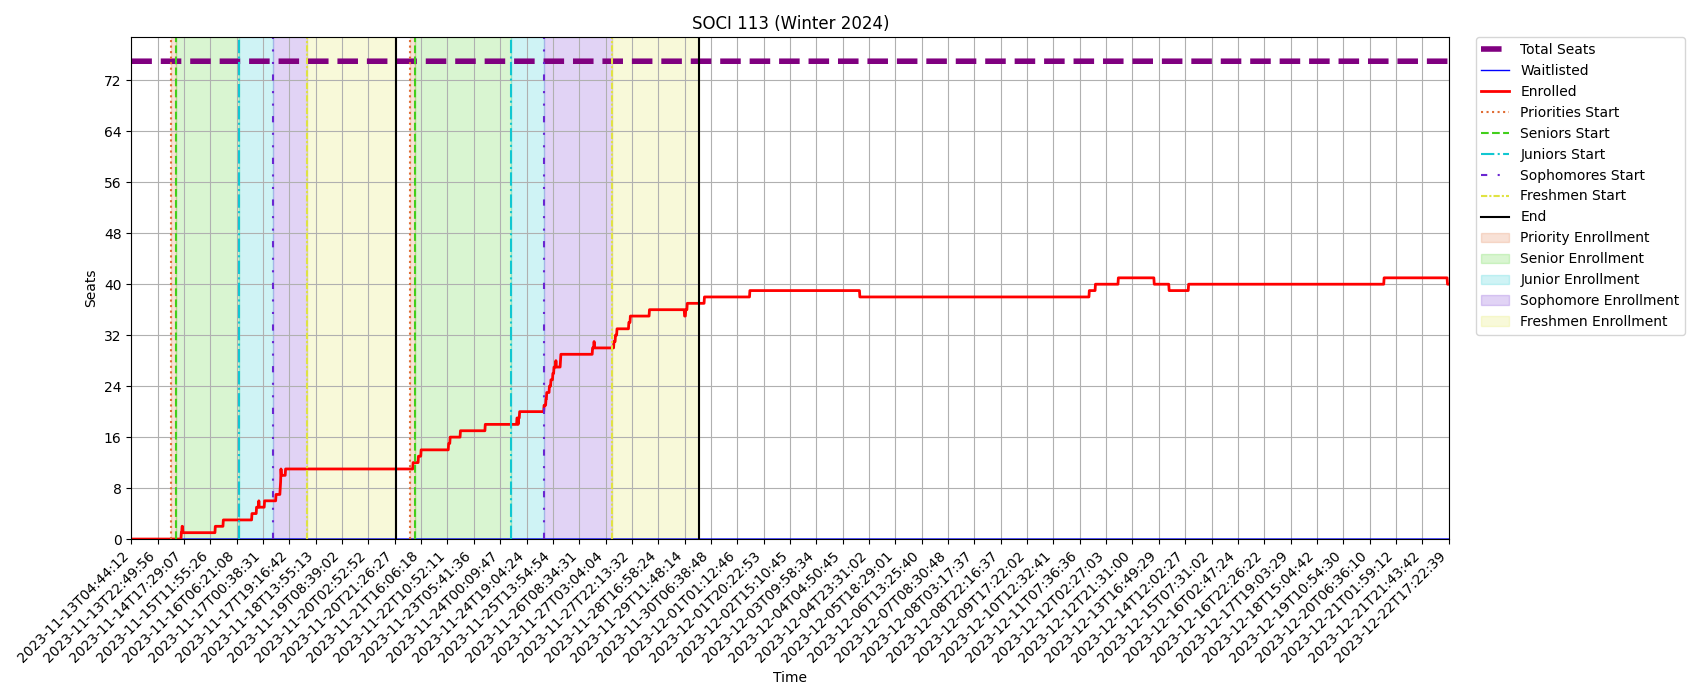 SOCI 113 (Winter 2024)
72
64
56
48
40
32
24
16
8
0
Seats
2023-11-13T04:44:12
2023-11-13T22:49:56
2023-11-14T17:29:07
2023-11-15T11:55:26
2023-11-16T06:21:08
2023-11-17T00:38:31
2023-11-17T19:16:42
2023-11-18T13:55:13
2023-11-19T08:39:02
2023-11-20T02:52:52
2023-11-20T21:26:27
2023-11-21T16:06:18
2023-11-22T10:52:11
2023-11-23T05:41:36
2023-11-24T00:09:47
2023-11-24T19:04:24
2023-11-25T13:54:54
2023-11-26T08:34:31
2023-11-27T03:04:04
2023-11-27T22:13:32
2023-11-28T16:58:24
2023-11-29T11:48:14
2023-11-30T06:38:48
2023-12-01T01:12:46
2023-12-01T20:22:53
2023-12-02T15:10:45
2023-12-03T09:58:34
2023-12-04T04:50:45
2023-12-04T23:31:02
2023-12-05T18:29:01
2023-12-06T13:25:40
2023-12-07T08:30:48
2023-12-08T03:17:37
2023-12-08T22:16:37
2023-12-09T17:22:02
2023-12-10T12:32:41
2023-12-11T07:36:36
2023-12-12T02:27:03
2023-12-12T21:31:00
2023-12-13T16:49:29
2023-12-14T12:02:27
2023-12-15T07:31:02
2023-12-16T02:47:24
2023-12-16T22:26:22
2023-12-17T19:03:29
2023-12-18T15:04:42
2023-12-19T10:54:30
2023-12-20T06:36:10
2023-12-21T01:59:12
2023-12-21T21:43:42
2023-12-22T17:22:39
Time
Total Seats
Waitlisted
Enrolled
Priorities Start
Seniors Start
Juniors Start
Sophomores Start
Freshmen Start
End
Priority Enrollment
Senior Enrollment
Junior Enrollment
Sophomore Enrollment
Freshmen Enrollment